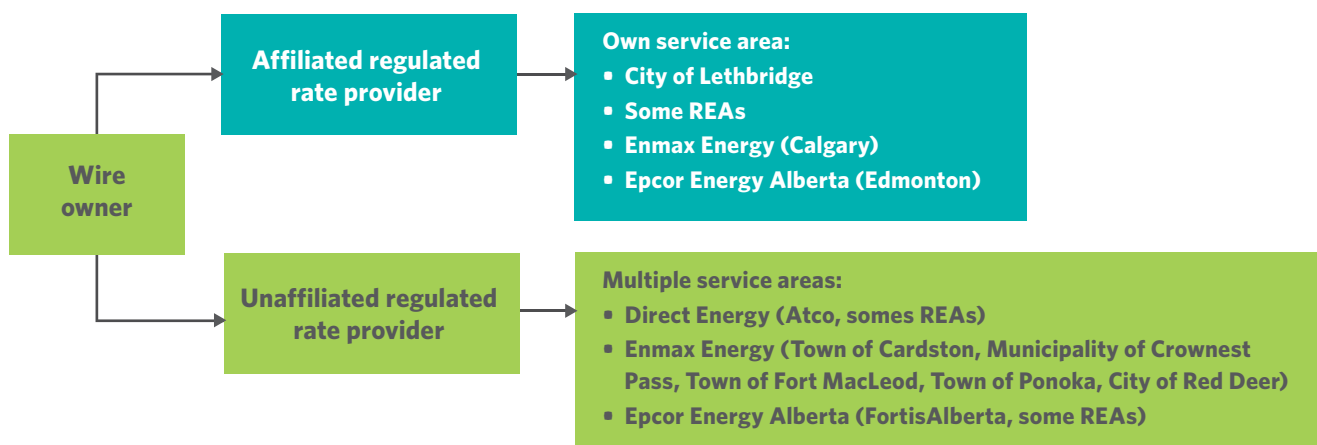 Wire
owner
Affiliated regulated
rate provider
Own service area:
▪ City of Lethbridge
▪ Some REAs
▪ Enmax Energy (Calgary)
▪ Epcor Energy Alberta (Edmonton)
Unaffiliated regulated
rate provider
Multiple service areas:
▪ Direct Energy (Atco, somes REAs)
▪ Enmax Energy (Town of Cardston, Municipality of Crownest
Pass, Town of Fort MacLeod, Town of Ponoka, City of Red Deer)
▪ Epcor Energy Alberta (FortisAlberta, some REAs)